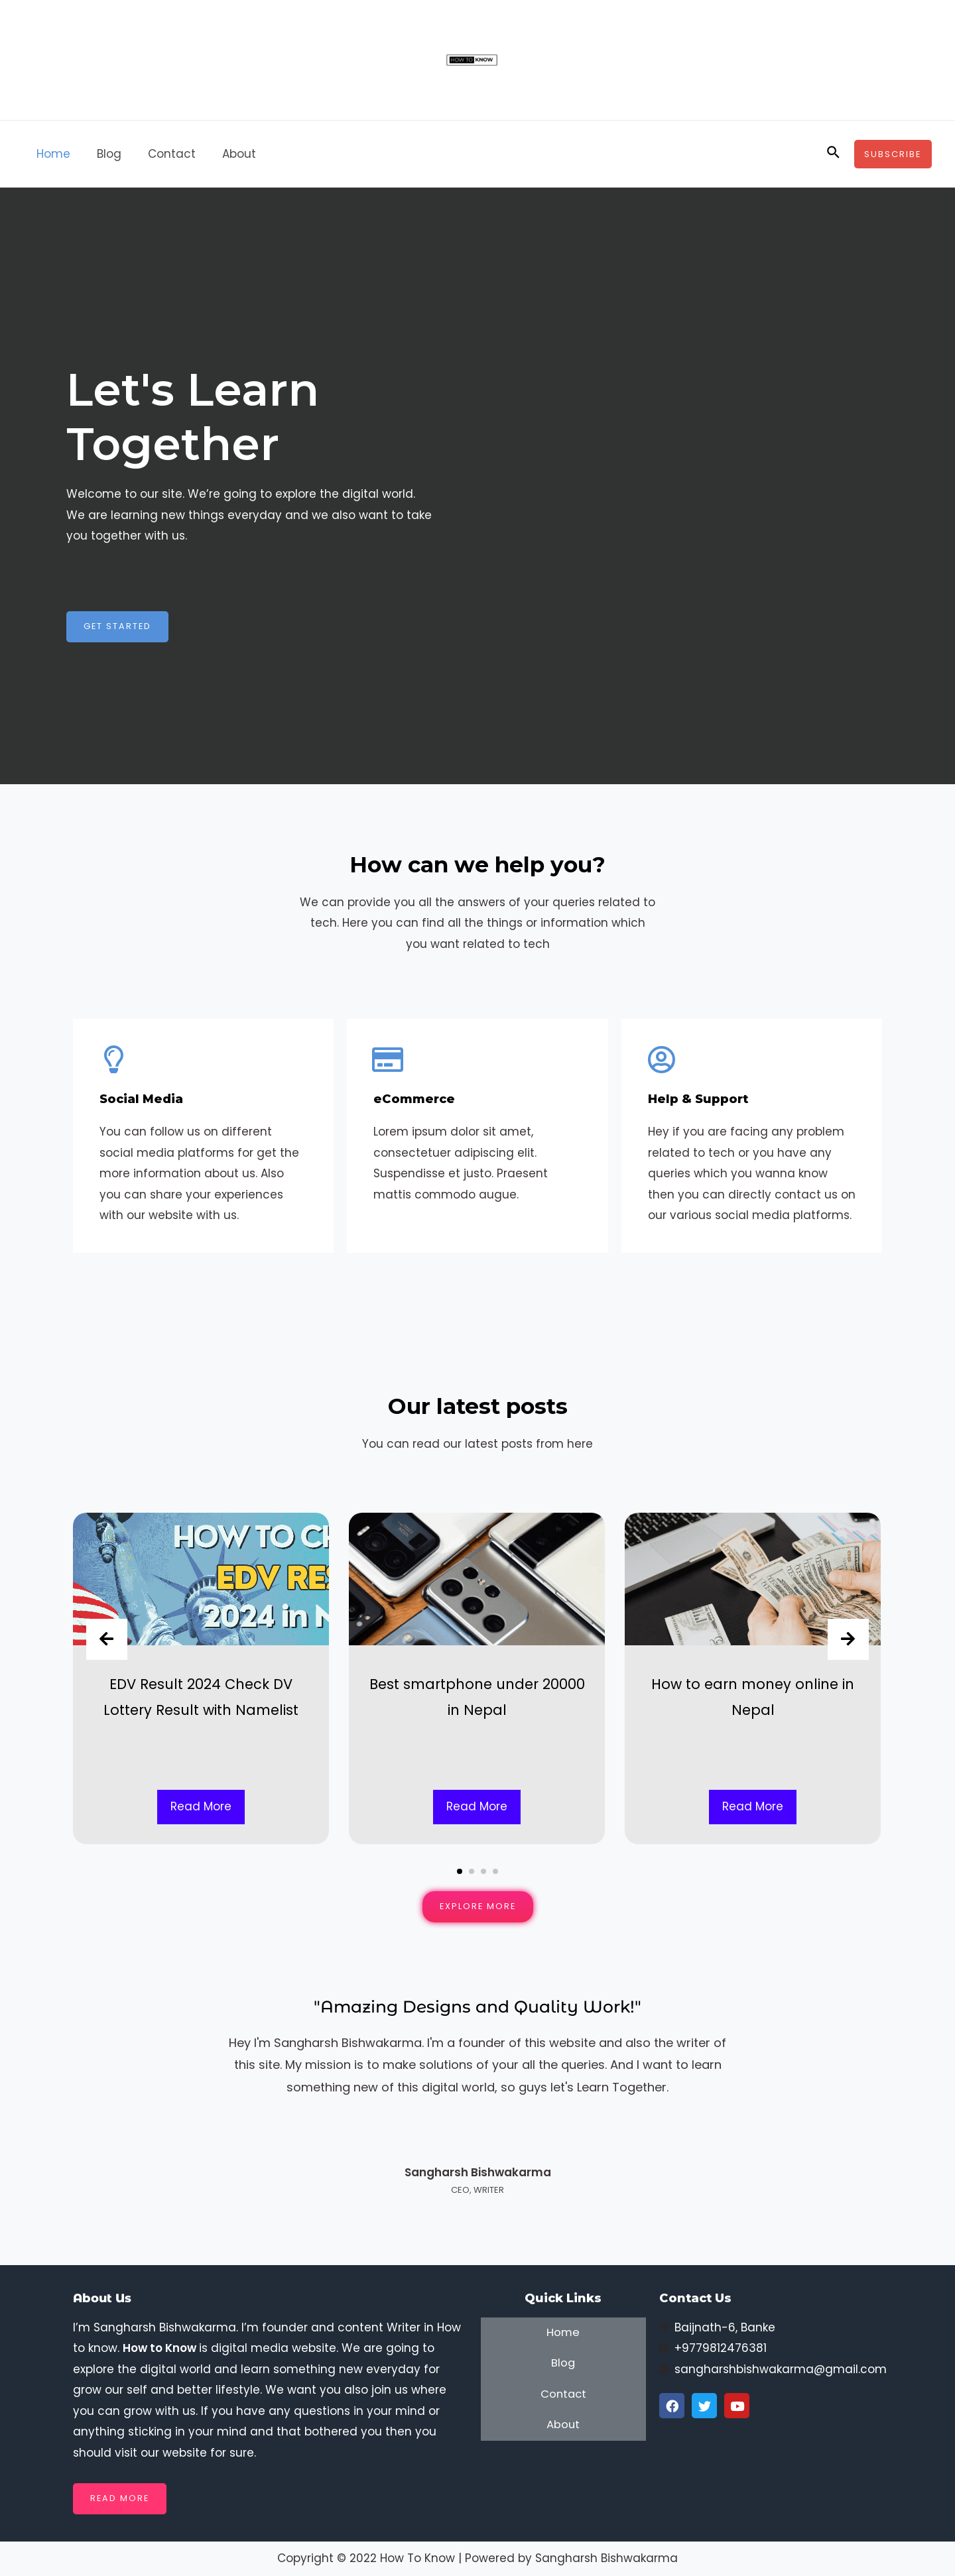 HOW TO KNOW
Home Blog Contact About
SUBSCRIBE
Let's Learn
Together
Welcome to our site. We’re going to explore the digital world.
We are learning new things everyday and we also want to take
you together with us.
GET STARTED
How can we help you?
We can provide you all the answers of your queries related to
tech. Here you can find all the things or information which
you want related to tech
Social Media
You can follow us on different
social media platforms for get the
more information about us. Also
you can share your experiences
with our website with us.
eCommerce
Lorem ipsum dolor sit amet,
consectetuer adipiscing elit.
Suspendisse et justo. Praesent
mattis commodo augue.
Help & Support
Hey if you are facing any problem
related to tech or you have any
queries which you wanna know
then you can directly contact us on
our various social media platforms.
Our latest posts
You can read our latest posts from here
HOW TO CH
EDV RES
2024 in N
EDV Result 2024 Check DV
Lottery Result with Namelist
Read More
Best smartphone under 20000
in Nepal
Read More
How to earn money online in
Nepal
Read More
EXPLORE MORE
"Amazing Designs and Quality Work!"
Hey I'm Sangharsh Bishwakarma. I'm a founder of this website and also the writer of
this site. My mission is to make solutions of your all the queries. And I want to learn
something new of this digital world, so guys let's Learn Together.
Sangharsh Bishwakarma
CEO, WRITER
About Us
I’m Sangharsh Bishwakarma. I’m founder and content Writer in How
to know. How to Know is digital media website. We are going to
explore the digital world and learn something new everyday for
grow our self and better lifestyle. We want you also join us where
you can grow with us. If you have any questions in your mind or
anything sticking in your mind and that bothered you then you
should visit our website for sure.
READ MORE
Quick Links
Home
Blog
Contact
About
Contact Us
Baijnath-6, Banke
+9779812476381
sangharshbishwakarma@gmail.com
Copyright © 2022 How To Know | Powered by Sangharsh Bishwakarma